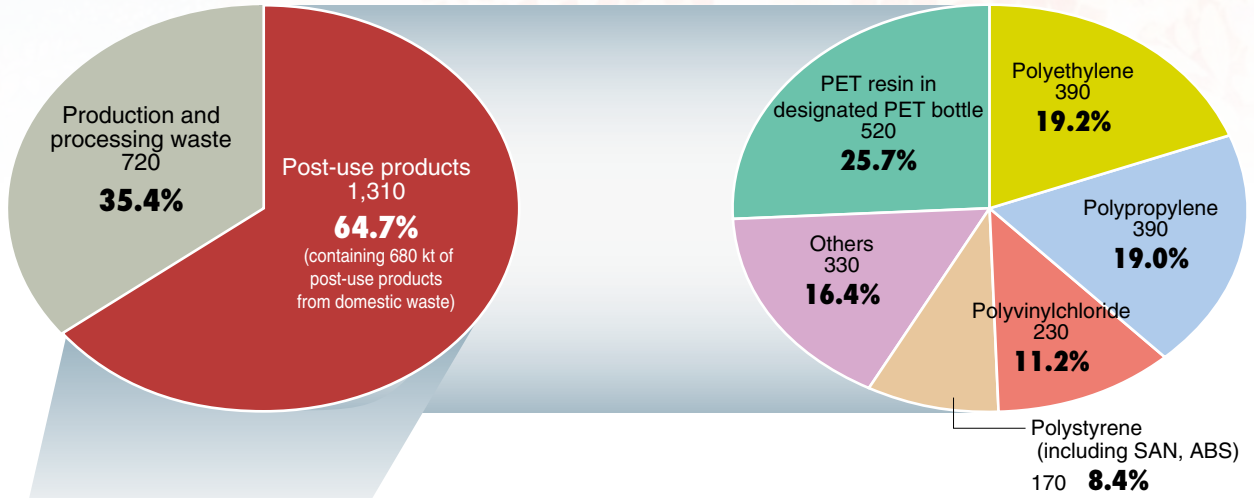 Production and
processing waste
720
35.4%
Post-use products
1,310
64.7%
(containing 680 kt of
post-use products
from domestic waste)
PET resin in
designated PET bottle
520
25.7%
Polyethylene
390
19.2%
Polypropylene
390
19.0%
Others
330
16.4%
Polyvinylchloride
230
11.2%
Polystyrene
(including SAN, ABS)
170 8.4%